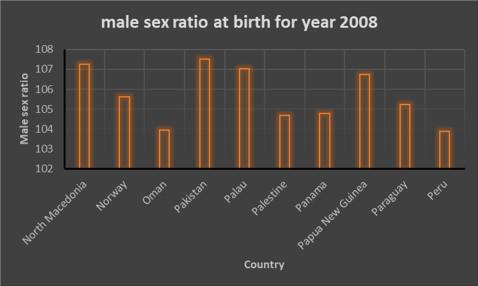 male sex ratio at birth for year 2008
Male sex ratio
108
107
106
105
104
103
102
North Macedonia
Norway
Oman
Pakistan
Palau
Palestine
Panama
Papua New Guinea
Paraguay
Peru
Country